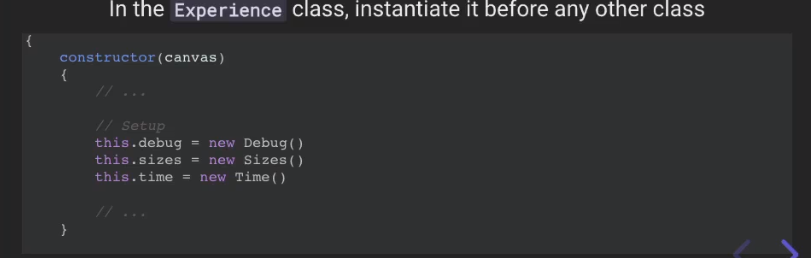 In the Experience class, instantiate it before any other class
{
    constructor(canvas)
    {
        // ...

        // Setup
        this.debug = new Debug()
        this.sizes = new Sizes()
        this.time = new Time()

        // ...
    }